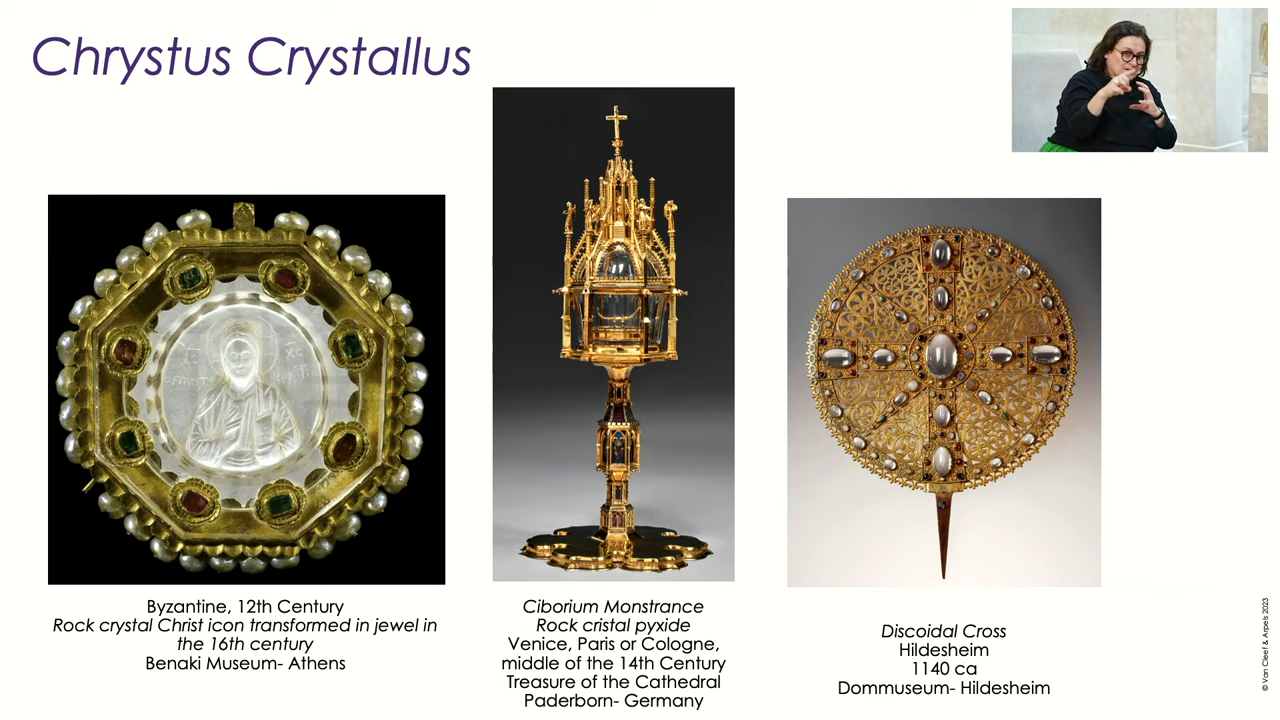 Chrystus Crystallus
Byzantine, 12th Century
Rock crystal Christ icon transformed in jewel in
the 16th century
Benaki Museum- Athens
Ciborium Monstrance
Rock cristal pyxide
Venice, Paris or Cologne,
middle of the 14th Century
Treasure of the Cathedral
Paderborn- Germany
Discoidal Cross
Hildesheim
1140 ca
Dommuseum- Hildesheim
© Van Cleef & Arpels 2023